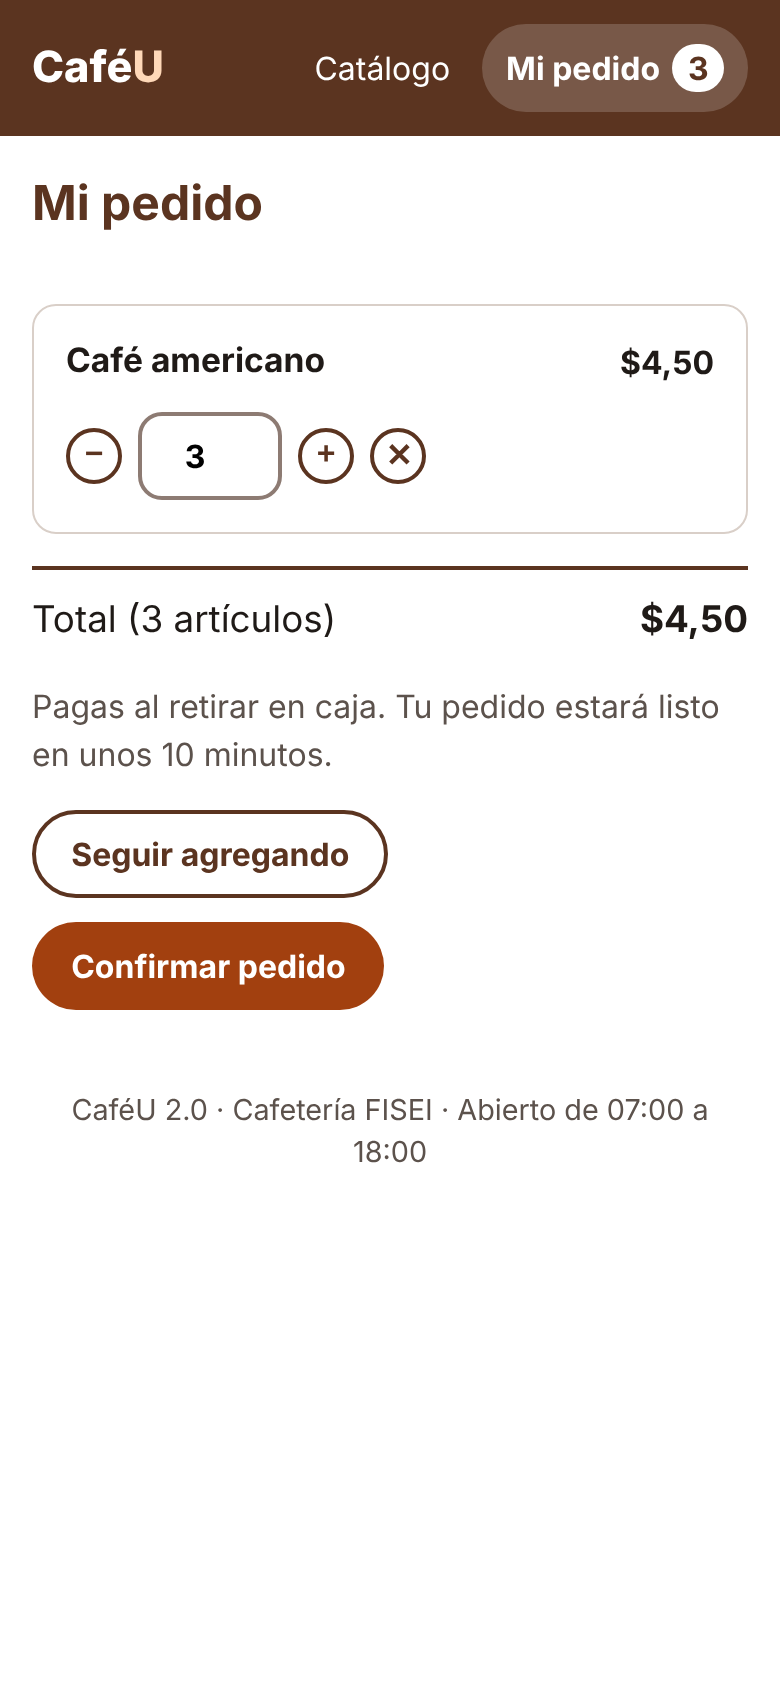 CaféU
Catálogo
Mi pedido 3
Mi pedido
Café americano
$4,50
− 3 + ✕
Total (3 artículos)
$4,50
Pagas al retirar en caja. Tu pedido estará listo
en unos 10 minutos.
Seguir agregando
Confirmar pedido
CaféU 2.0 · Cafetería FISEI · Abierto de 07:00 a
18:00